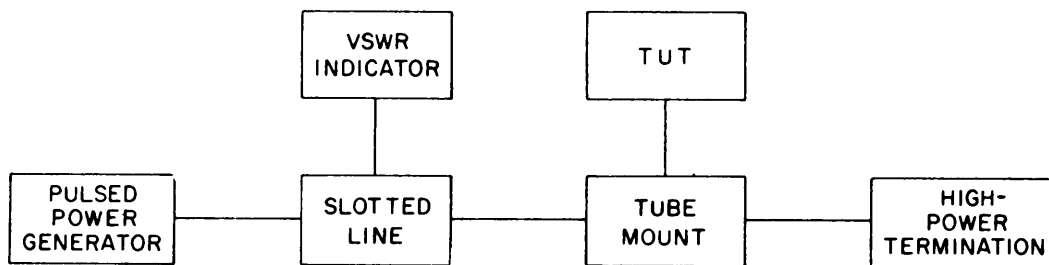 VSWR
INDICATOR
TUT
PULSED
POWER
GENERATOR
SLOTTED
LINE
TUBE
MOUNT
HIGH-
POWER
TERMINATION